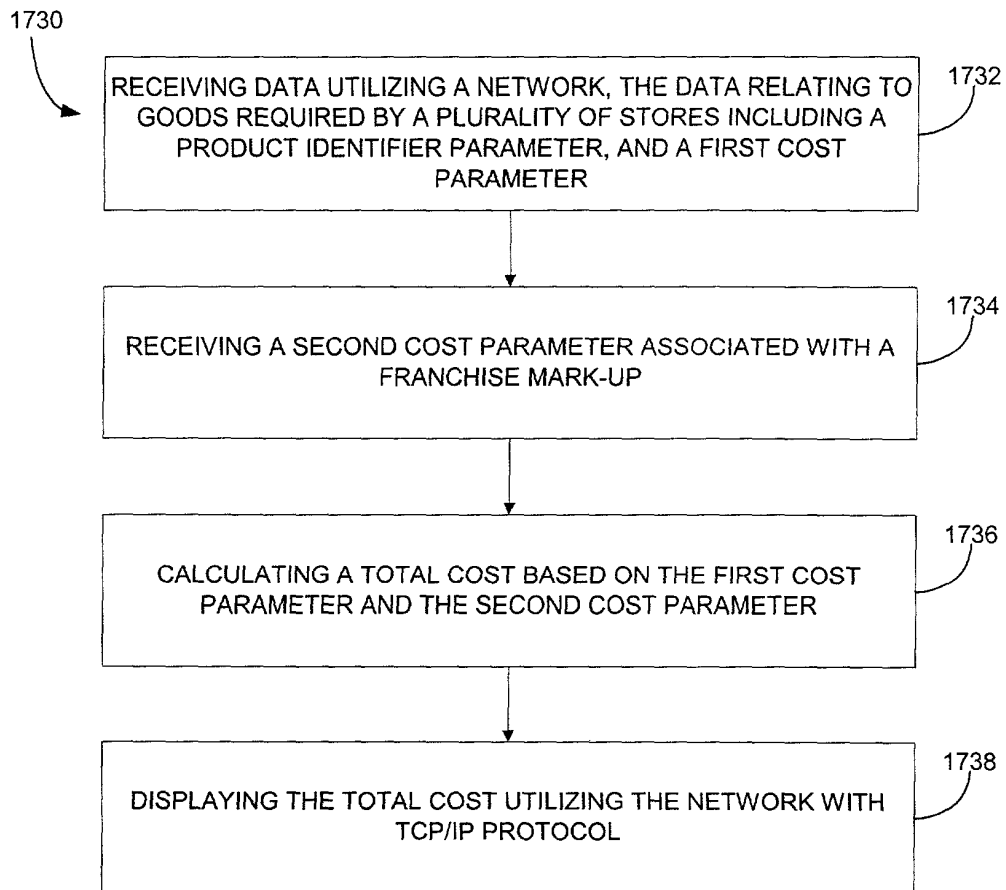 1730
RECEIVING DATA UTILIZING A NETWORK, THE DATA RELATING TO
GOODS REQUIRED BY A PLURALITY OF STORES INCLUDING A
PRODUCT IDENTIFIER PARAMETER, AND A FIRST COST
PARAMETER
1732
RECEIVING A SECOND COST PARAMETER ASSOCIATED WITH A
FRANCHISE MARK-UP
1734
CALCULATING A TOTAL COST BASED ON THE FIRST COST
PARAMETER AND THE SECOND COST PARAMETER
1736
DISPLAYING THE TOTAL COST UTILIZING THE NETWORK WITH
TCP/IP PROTOCOL
1738